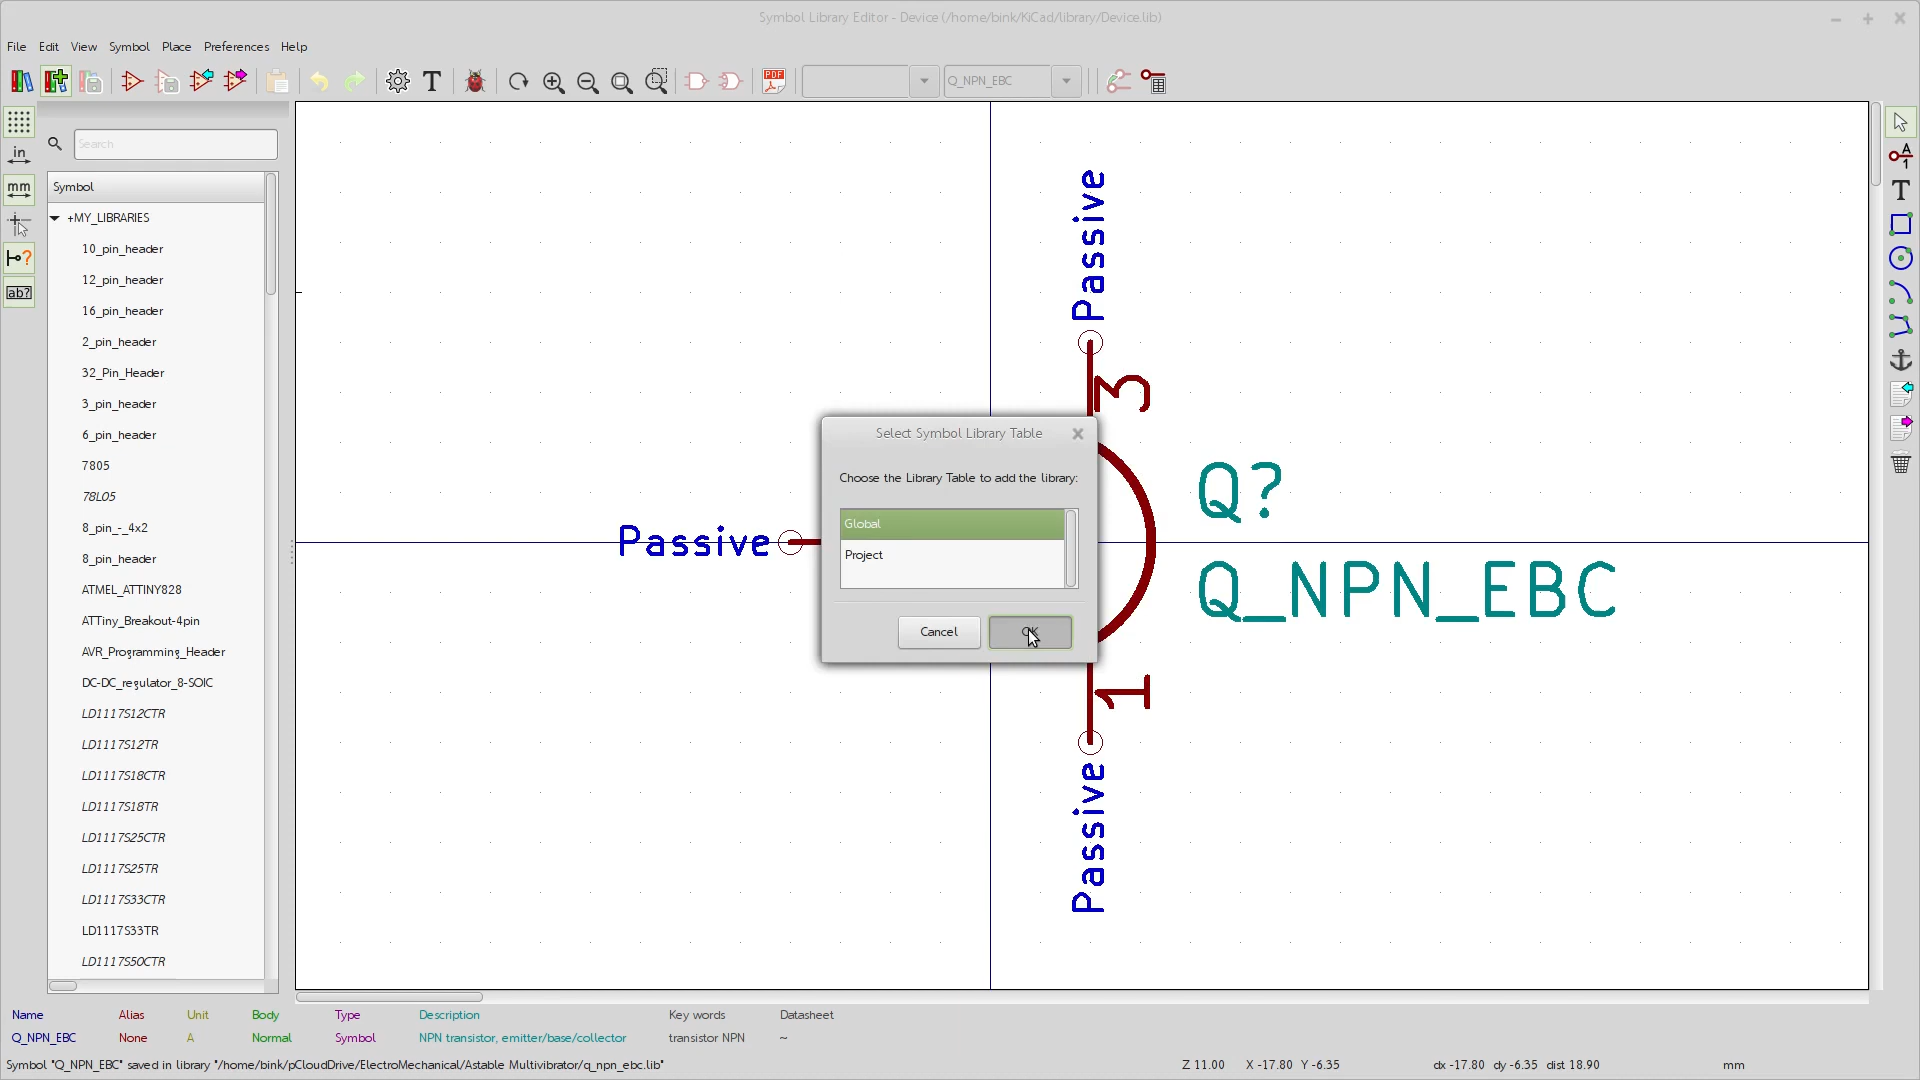 Symbol Library Editor - Device (/home/bink/KiCad/library/Device.lib)
File Edit View Symbol Place Preferences Help
T
PDF
Q_NPN_EBC
in
mm
ab?
Search
Symbol
+MY_LIBRARIES
10_pin_header
12_pin_header
16_pin_header
2_pin_header
32_Pin_Header
3_pin_header
6_pin_header
7805
78L05
8_pin_-_4x2
8_pin_header
ATMEL_ATTINY828
ATTiny_Breakout-4pin
AVR_Programming_Header
DC-DC_regulator_8-SOIC
LD1117S12CTR
LD1117S12TR
LD1117S18CTR
LD1117S18TR
LD1117S25CTR
LD1117S25TR
LD1117S33CTR
LD1117S33TR
LD1117S50CTR
Passive
3
Passive
Q?
Q_NPN_EBC
1
Passive
Select Symbol Library Table
Choose the Library Table to add the library:
Global
Project
Cancel
OK
A
1
T
Name Alias Unit Body Type Description Key words Datasheet
Q_NPN_EBC None A Normal Symbol NPN transistor, emitter/base/collector transistor NPN ~
Symbol "Q_NPN_EBC" saved in library "/home/bink/pCloudDrive/ElectroMechanical/Astable Multivibrator/q_npn_ebc.lib" Z 11.00 X -17.80 Y -6.35 dx -17.80 dy -6.35 dist 18.90 mm